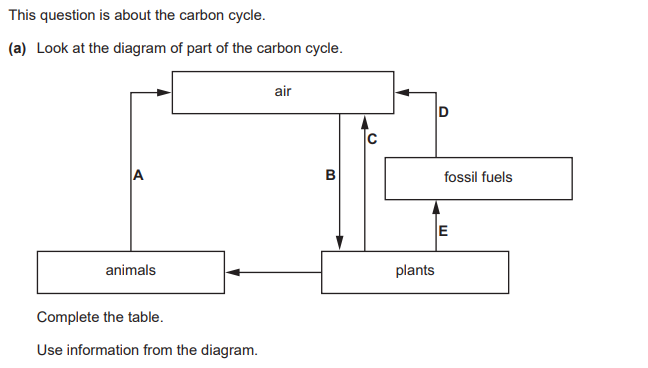 This question is about the carbon cycle.
(a) Look at the diagram of part of the carbon cycle.
air
D
C
A
B
fossil fuels
E
animals
plants
Complete the table.
Use information from the diagram.